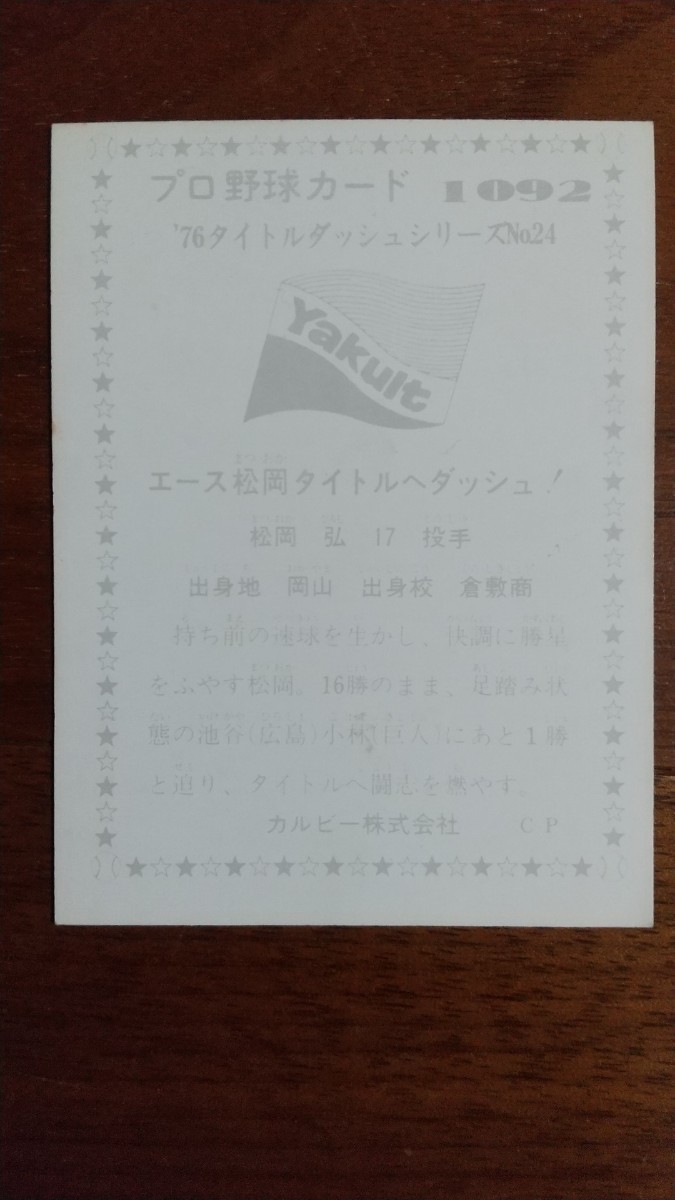 プロ野球カード 1092
'76タイトルダッシュシリーズNo.24
Yakult
まつおか
エース松岡タイトルへダッシュ!
松岡 弘 17 投手
出身地 岡山 出身校 倉敷商
持ち前の速球を生かし、快調に勝星
をふやす松岡。16勝のまま、足踏み状
態の池谷(広島)小林(巨人)にあと1勝
と迫り、タイトルへ闘志を燃やす。
カルビー株式会社 CP